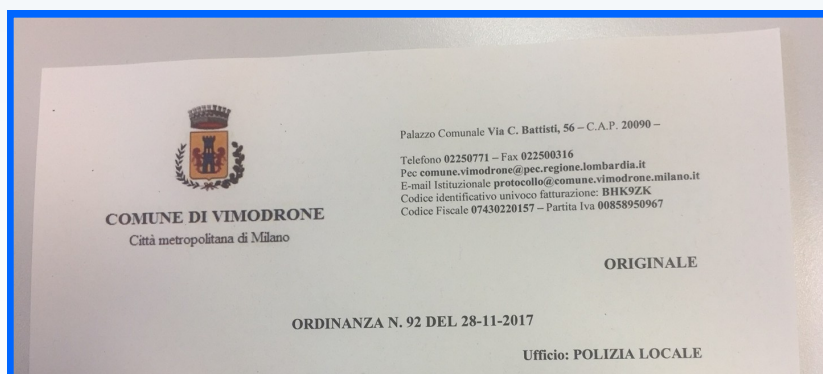 COMUNE DI VIMODRONE
Città metropolitana di Milano
Palazzo Comunale Via C. Battisti, 56 – C.A.P. 20090 –
Telefono 02250771 – Fax 022500316
Pec comune.vimodrone@pec.regione.lombardia.it
E-mail Istituzionale protocollo@comune.vimodrone.milano.it
Codice identificativo univoco fatturazione: BHK9ZK
Codice Fiscale 07430220157 – Partita Iva 00858950967
ORIGINALE
ORDINANZA N. 92 DEL 28-11-2017
Ufficio: POLIZIA LOCALE